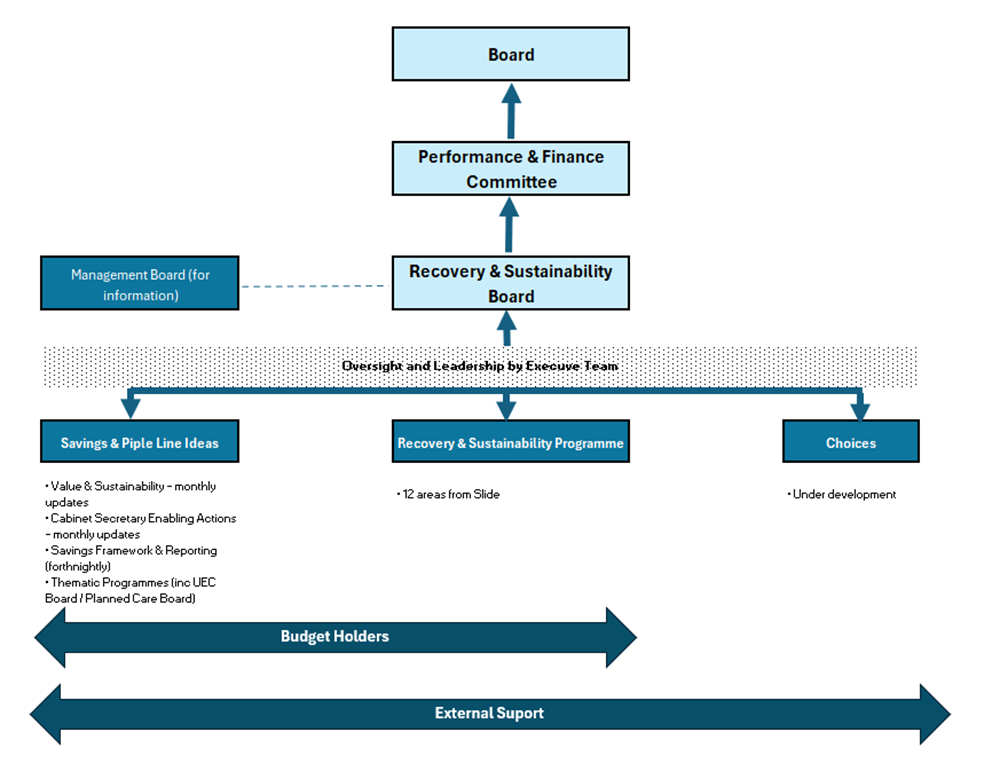 Board
Performance & Finance
Committee
Management Board (for
information)
Recovery & Sustainability
Board
Oversight and Leadership by Execuve Team
Savings & Piple Line Ideas
Recovery & Sustainability Programme
Choices
• Value & Sustainability – monthly
updates
• Cabinet Secretary Enabling Actions
– monthly updates
• Savings Framework & Reporting
(forthnightly)
• Thematic Programmes (inc UEC
Board / Planned Care Board)
• 12 areas from Slide
• Under development
Budget Holders
External Suport